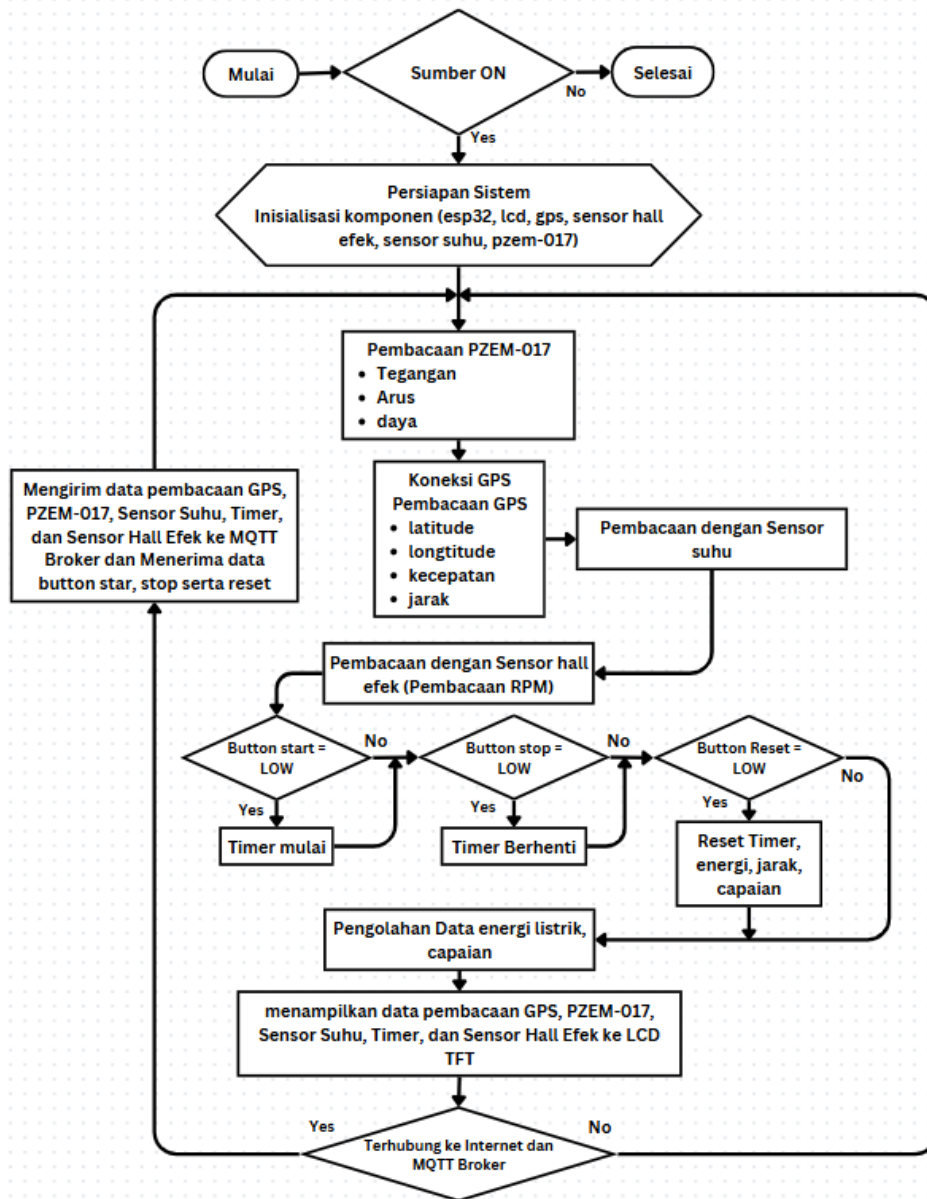 Mulai
Sumber ON
Selesai
No
Yes
Persiapan Sistem
Inisialisasi komponen (esp32, lcd, gps, sensor hall
efek, sensor suhu, pzem-017)
Pembacaan PZEM-017
• Tegangan
• Arus
• daya
Koneksi GPS
Pembacaan GPS
• latitude
• longtitude
• kecepatan
• jarak
Pembacaan dengan Sensor
suhu
Mengirim data pembacaan GPS,
PZEM-017, Sensor Suhu, Timer,
dan Sensor Hall Efek ke MQTT
Broker dan Menerima data
button star, stop serta reset
Pembacaan dengan Sensor hall
efek (Pembacaan RPM)
Button start =
LOW
No
Yes
Timer mulai
Button stop =
LOW
No
Yes
Timer Berhenti
Button Reset =
LOW
No
Yes
Reset Timer,
energi, jarak,
capaian
Pengolahan Data energi listrik,
capaian
menampilkan data pembacaan GPS, PZEM-017,
Sensor Suhu, Timer, dan Sensor Hall Efek ke LCD
TFT
Yes
No
Terhubung ke Internet dan
MQTT Broker